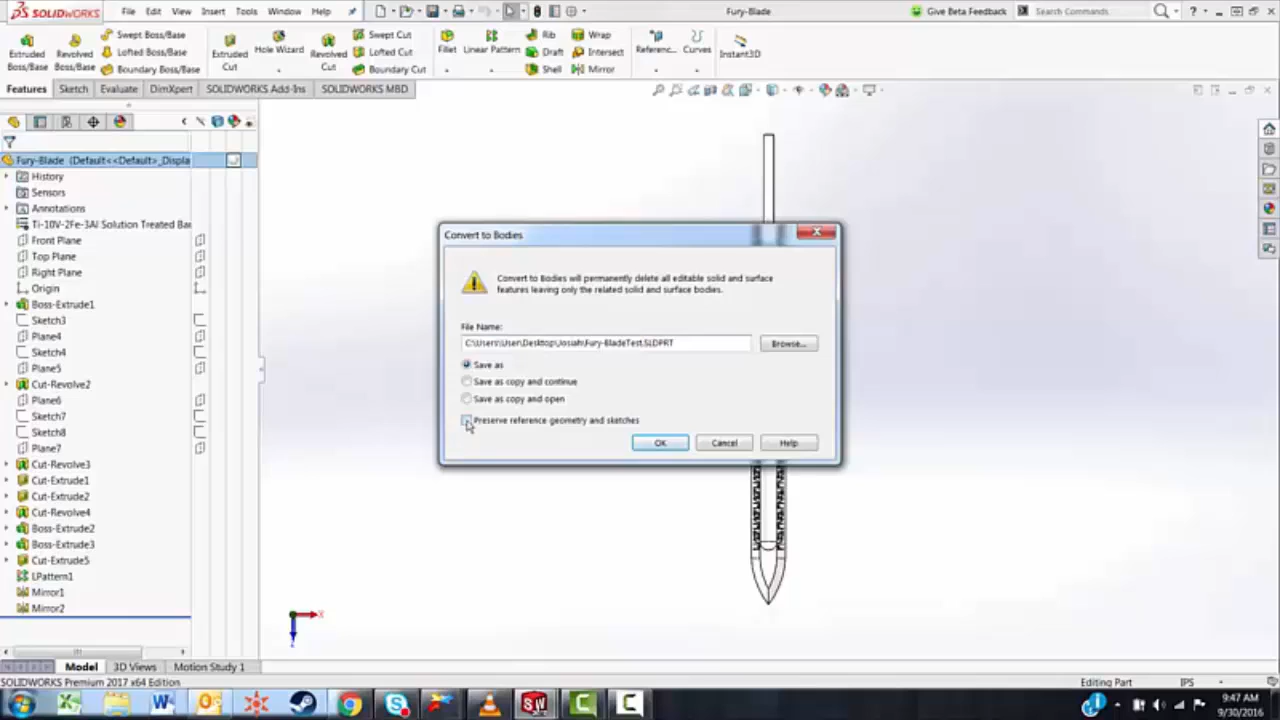 SOLIDWORKS File Edit View Insert Tools Window Help Fury-Blade Give Beta Feedback Search Commands
Extruded Boss/Base
Revolved Boss/Base
Swept Boss/Base
Lofted Boss/Base
Boundary Boss/Base
Extruded Cut
Hole Wizard
Revolved Cut
Swept Cut
Lofted Cut
Boundary Cut
Fillet
Linear Pattern
Rib
Draft
Shell
Wrap
Intersect
Mirror
Referenc...
Curves
Instant3D
Features Sketch Evaluate DimXpert SOLIDWORKS Add-Ins SOLIDWORKS MBD
Fury-Blade (Default<<Default>_Displa
History
Sensors
Annotations
Ti-10V-2Fe-3Al Solution Treated Bar
Front Plane
Top Plane
Right Plane
Origin
Boss-Extrude1
Sketch3
Plane4
Sketch4
Plane5
Cut-Revolve2
Plane6
Sketch7
Sketch8
Plane7
Cut-Revolve3
Cut-Extrude1
Cut-Extrude2
Cut-Revolve4
Boss-Extrude2
Boss-Extrude3
Cut-Extrude5
LPattern1
Mirror1
Mirror2
Convert to Bodies
Convert to Bodies will permanently delete all editable solid and surface
features leaving only the related solid and surface bodies.
File Name:
C:\Users\User\Desktop\Josiah\Fury-BladeTest.SLDPRT Browse...
Save as
Save as copy and continue
Save as copy and open
Preserve reference geometry and sketches
OK Cancel Help
X
Model 3D Views Motion Study 1
SOLIDWORKS Premium 2017 x64 Edition Editing Part IPS
9:47 AM
9/30/2016